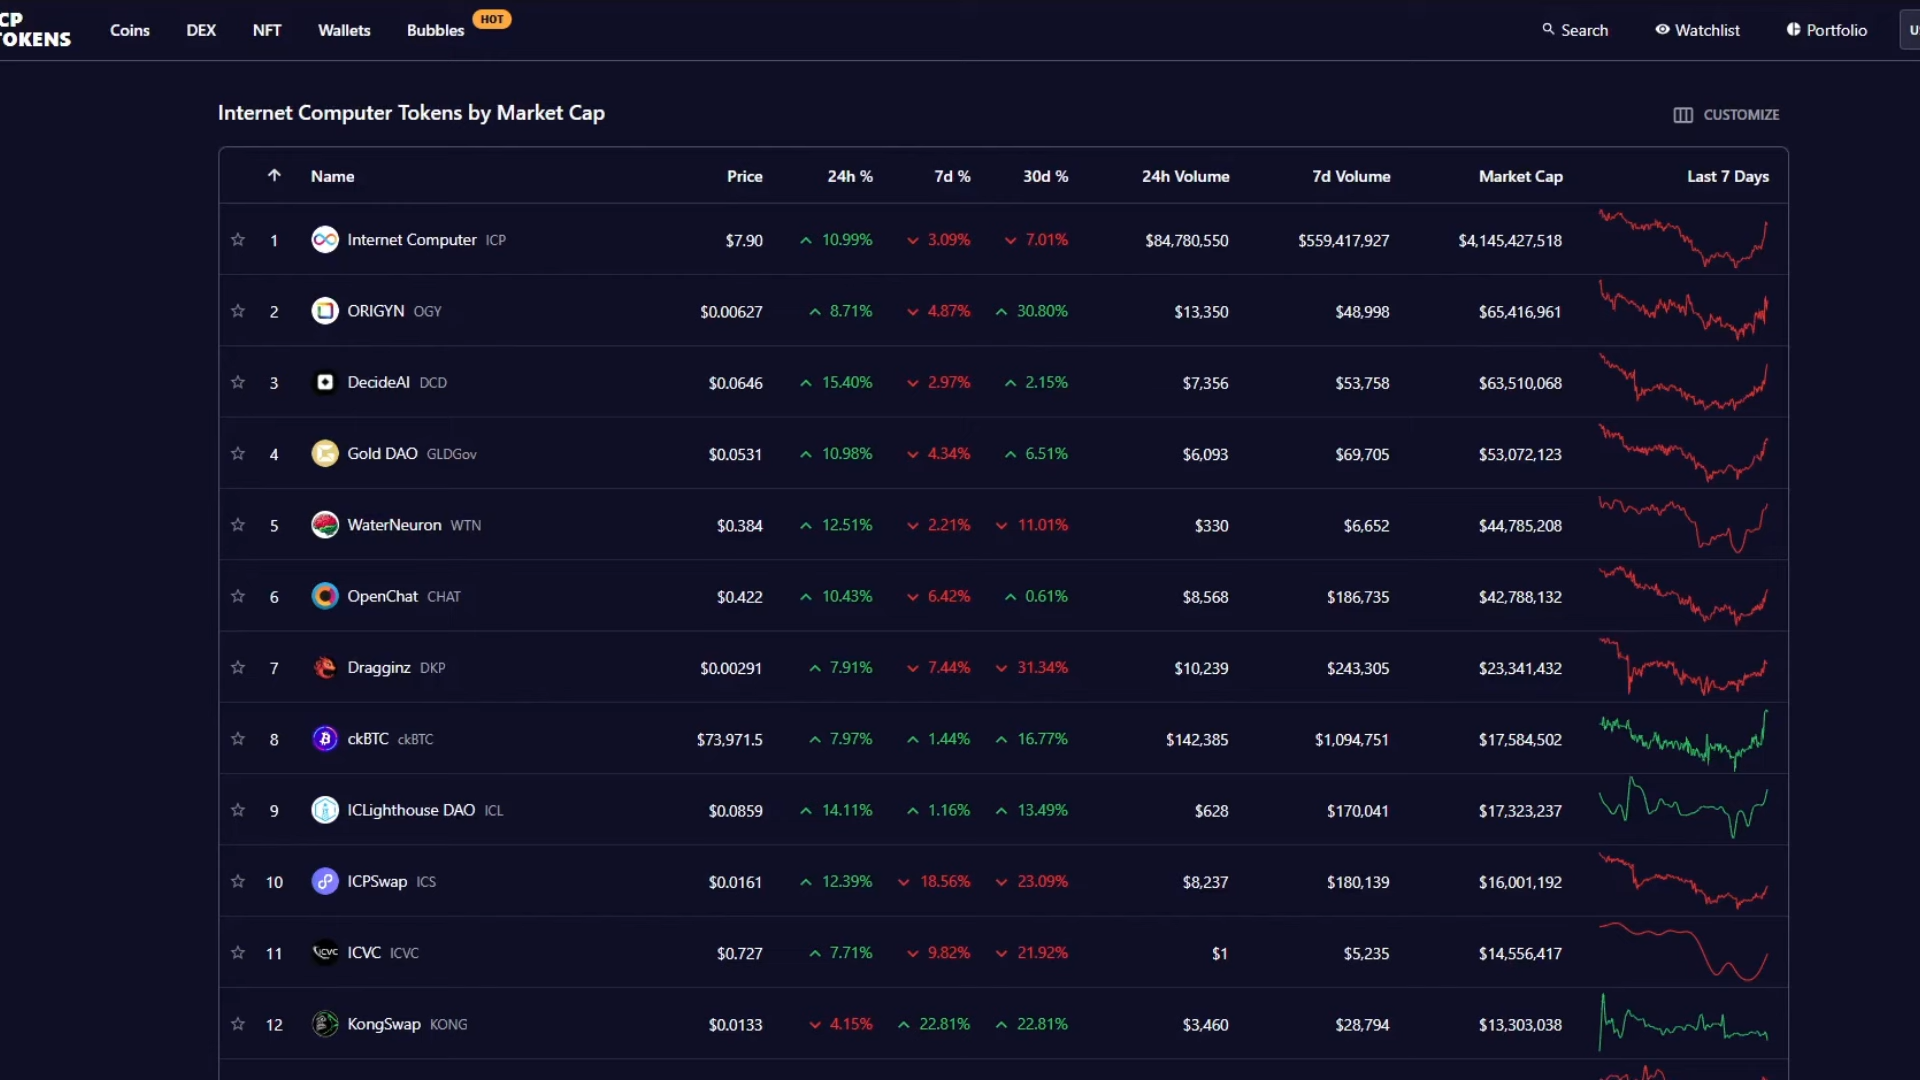 CP
TOKENS
Coins DEX NFT Wallets Bubbles HOT Search Watchlist Portfolio
Internet Computer Tokens by Market Cap CUSTOMIZE
Name Price 24h % 7d % 30d % 24h Volume 7d Volume Market Cap Last 7 Days
1 Internet Computer ICP $7.90 10.99% 3.09% 7.01% $84,780,550 $559,417,927 $4,145,427,518
2 ORIGYN OGY $0.00627 8.71% 4.87% 30.80% $13,350 $48,998 $65,416,961
3 DecideAI DCD $0.0646 15.40% 2.97% 2.15% $7,356 $53,758 $63,510,068
4 Gold DAO GLDGov $0.0531 10.98% 4.34% 6.51% $6,093 $69,705 $53,072,123
5 WaterNeuron WTN $0.384 12.51% 2.21% 11.01% $330 $6,652 $44,785,208
6 OpenChat CHAT $0.422 10.43% 6.42% 0.61% $8,568 $186,735 $42,788,132
7 Dragginz DKP $0.00291 7.91% 7.44% 31.34% $10,239 $243,305 $23,341,432
8 ckBTC ckBTC $73,971.5 7.97% 1.44% 16.77% $142,385 $1,094,751 $17,584,502
9 ICLighthouse DAO ICL $0.0859 14.11% 1.16% 13.49% $628 $170,041 $17,323,237
10 ICPSwap ICS $0.0161 12.39% 18.56% 23.09% $8,237 $180,139 $16,001,192
11 ICVC ICVC ICVC $0.727 7.71% 9.82% 21.92% $1 $5,235 $14,556,417
12 KongSwap KONG $0.0133 4.15% 22.81% 22.81% $3,460 $28,794 $13,303,038